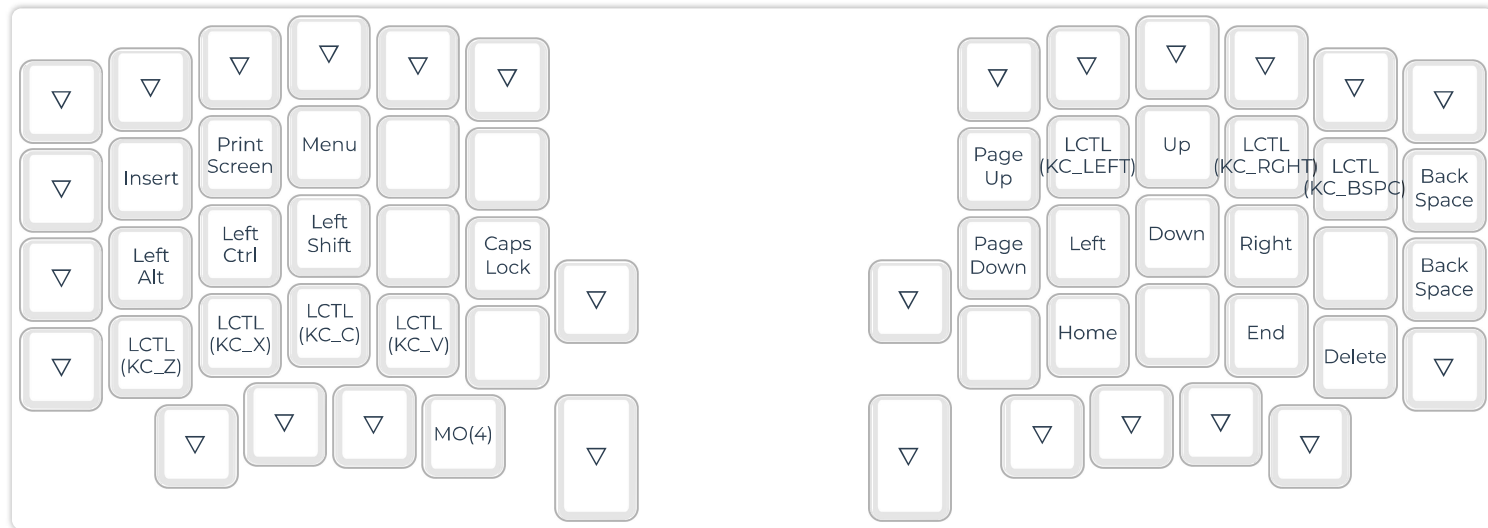 Insert
Print
Screen
Menu
Page
Up
LCTL
(KC_LEFT)
Up
LCTL
(KC_RGHT)
LCTL
(KC_BSPC)
Back
Space
Left
Alt
Left
Ctrl
Left
Shift
Caps
Lock
Page
Down
Left
Down
Right
Back
Space
LCTL
(KC_Z)
LCTL
(KC_X)
LCTL
(KC_C)
LCTL
(KC_V)
Home
End
Delete
MO(4)